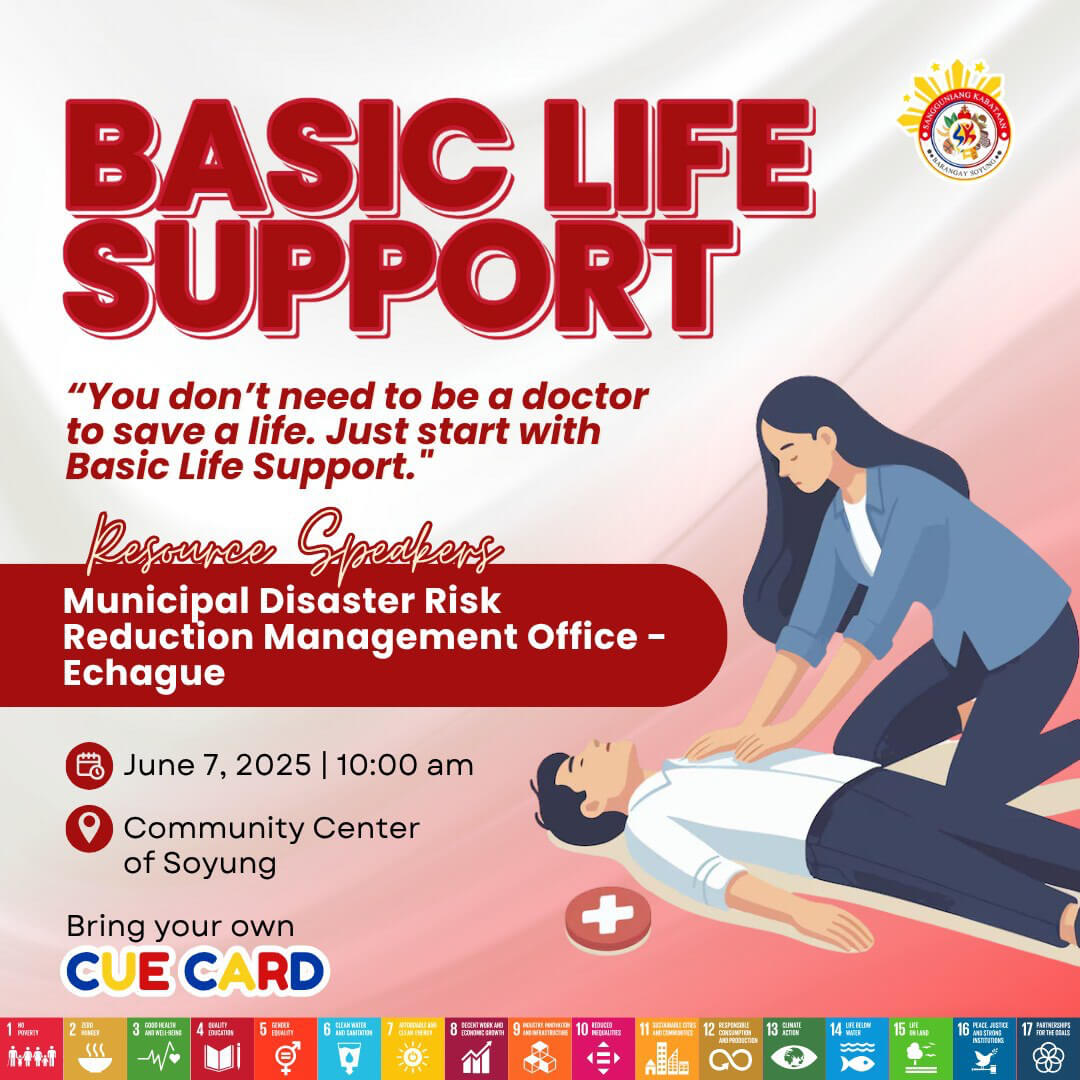 BASIC LIFE
SUPPORT
SANGGUNIANG KABATAAN
BARANGAY SOYUNG
“You don’t need to be a doctor
to save a life. Just start with
Basic Life Support."
Resource Speakers
Municipal Disaster Risk
Reduction Management Office -
Echague
June 7, 2025 | 10:00 am
Community Center
of Soyung
Bring your own
CUE CARD
1 NO POVERTY
2 ZERO HUNGER
3 GOOD HEALTH AND WELL-BEING
4 QUALITY EDUCATION
5 GENDER EQUALITY
6 CLEAN WATER AND SANITATION
7 AFFORDABLE AND CLEAN ENERGY
8 DECENT WORK AND ECONOMIC GROWTH
9 INDUSTRY, INNOVATION AND INFRASTRUCTURE
10 REDUCED INEQUALITIES
11 SUSTAINABLE CITIES AND COMMUNITIES
12 RESPONSIBLE CONSUMPTION AND PRODUCTION
13 CLIMATE ACTION
14 LIFE BELOW WATER
15 LIFE ON LAND
16 PEACE, JUSTICE AND STRONG INSTITUTIONS
17 PARTNERSHIPS FOR THE GOALS